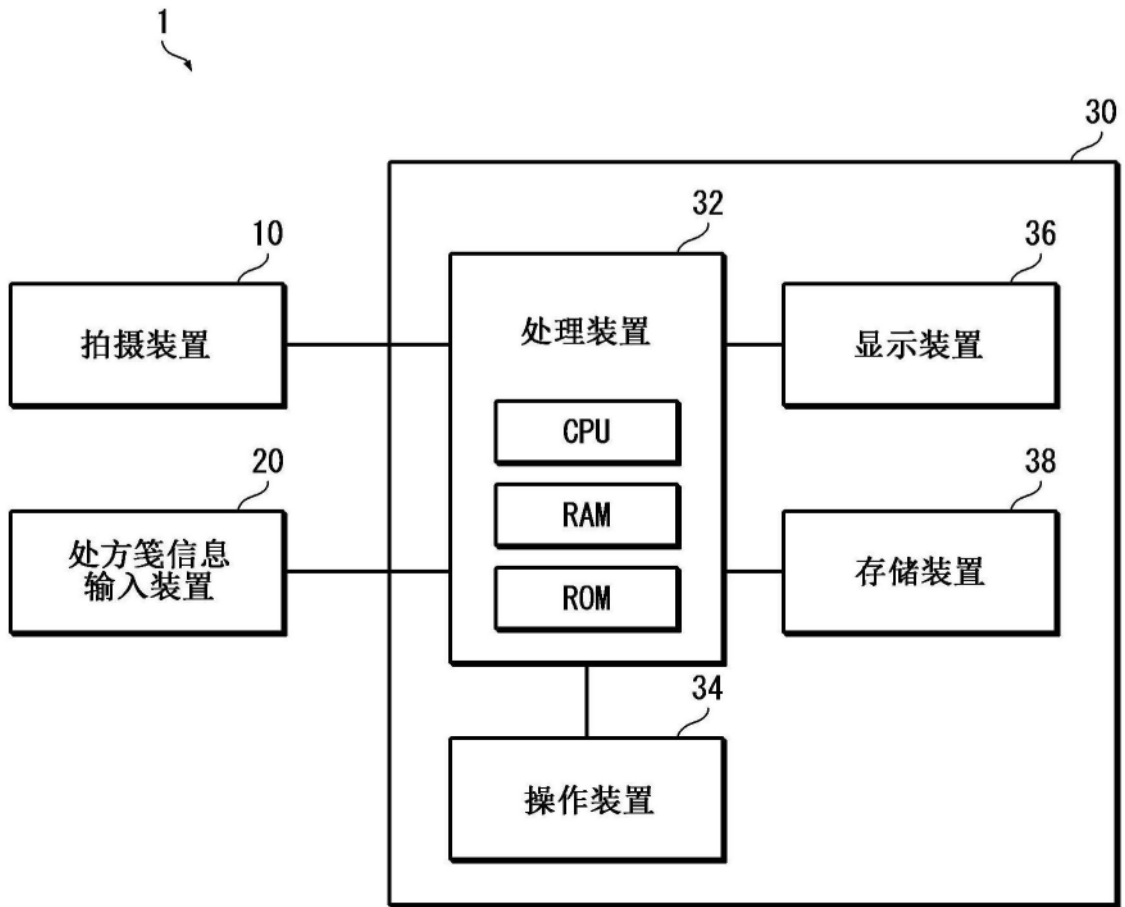 1
30
32
10
36
拍摄装置
处理装置
显示装置
CPU
20
38
RAM
处方笺信息
输入装置
存储装置
ROM
34
操作装置